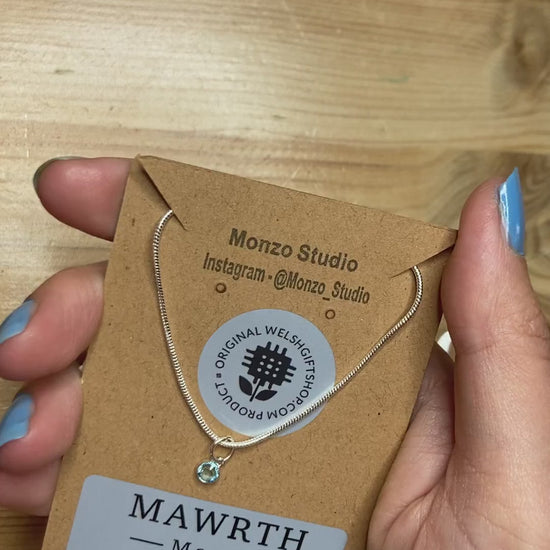 Monzo Studio
Instagram - @Monzo_Studio
ORIGINAL WELSHGIFTSHOP.COM PRODUCT
MAWRTH